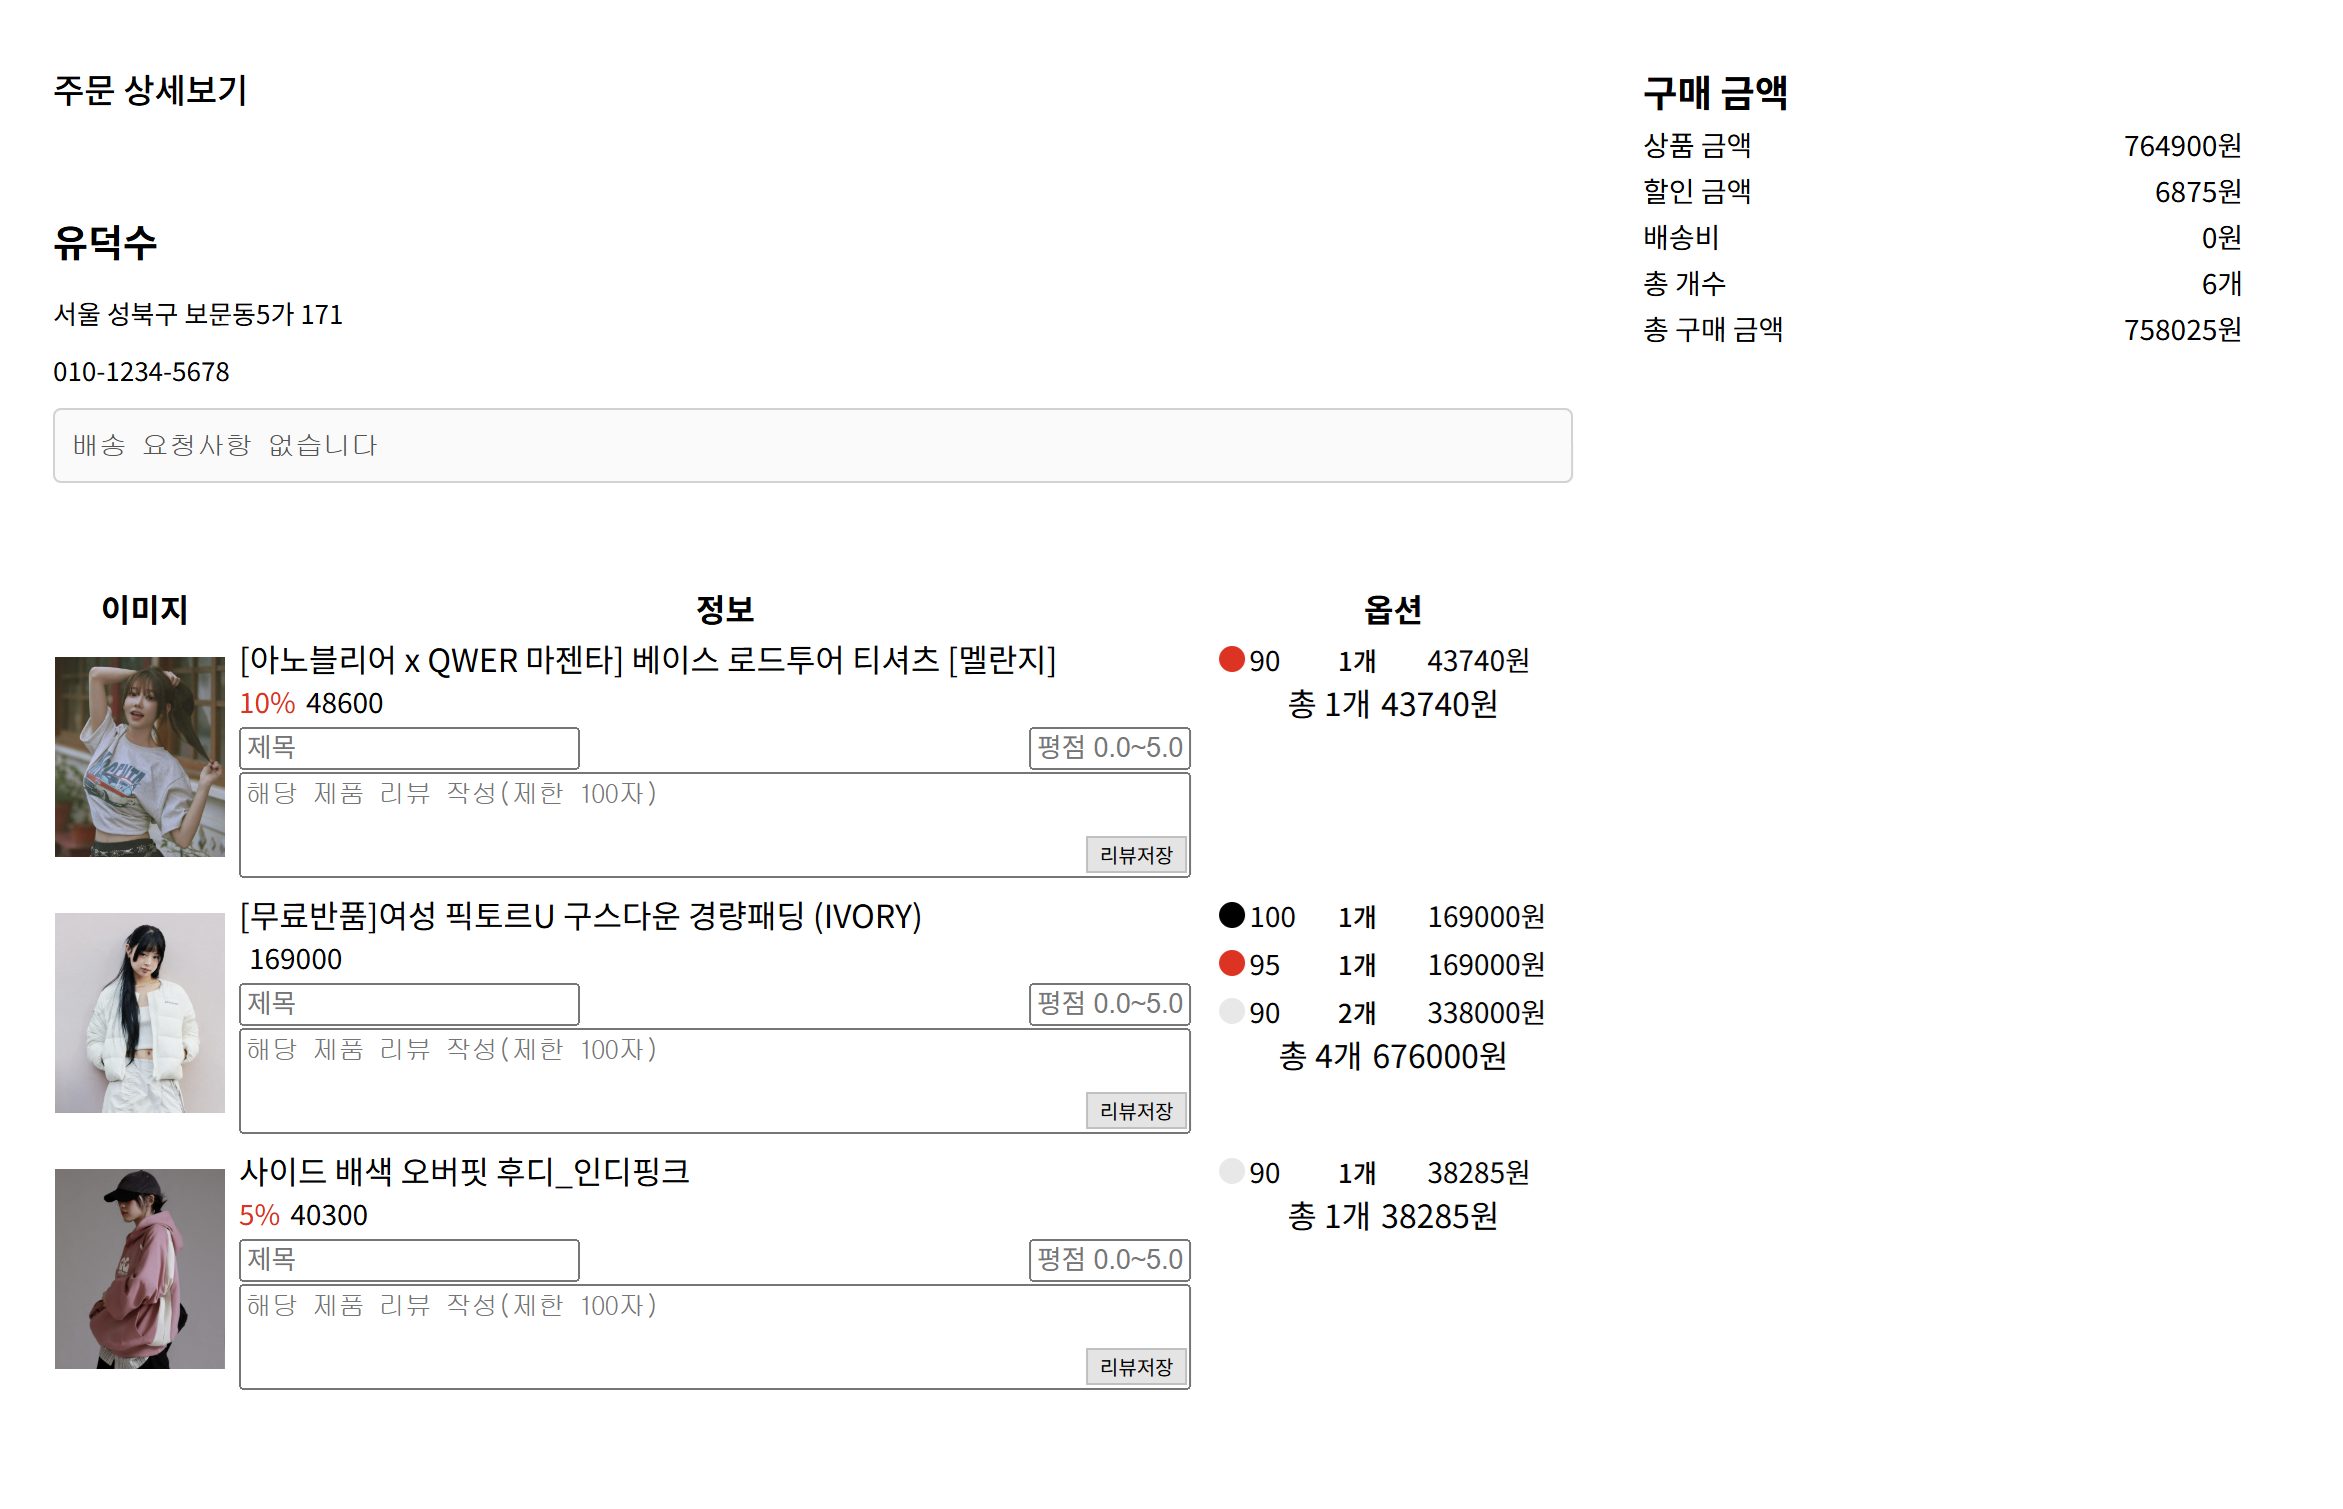 주문 상세보기
유덕수
서울 성북구 보문동5가 171
010-1234-5678
배송 요청사항 없습니다
구매 금액
상품 금액 764900원
할인 금액 6875원
배송비 0원
총 개수 6개
총 구매 금액 758025원
이미지 정보 옵션
[아노블리어 x QWER 마젠타] 베이스 로드투어 티셔츠 [멜란지]
10% 48600
제목 평점 0.0~5.0
해당 제품 리뷰 작성(제한 100자)
리뷰저장
90 1개 43740원
총 1개 43740원
[무료반품]여성 픽토르U 구스다운 경량패딩 (IVORY)
169000
제목 평점 0.0~5.0
해당 제품 리뷰 작성(제한 100자)
리뷰저장
100 1개 169000원
95 1개 169000원
90 2개 338000원
총 4개 676000원
사이드 배색 오버핏 후디_인디핑크
5% 40300
제목 평점 0.0~5.0
해당 제품 리뷰 작성(제한 100자)
리뷰저장
90 1개 38285원
총 1개 38285원